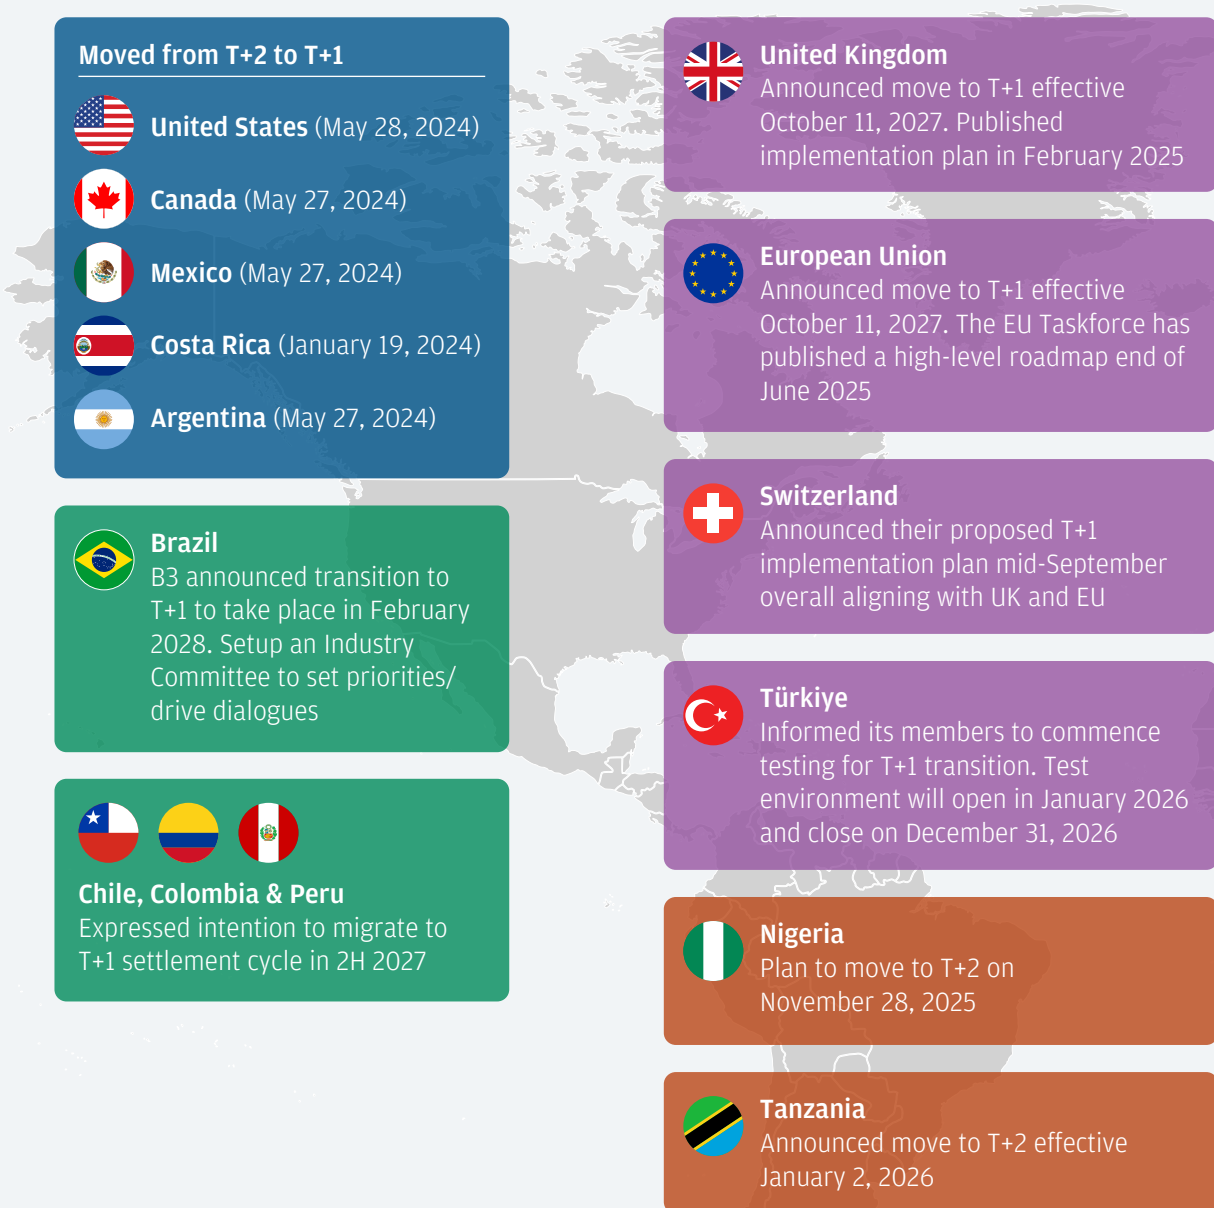 Moved from T+2 to T+1
United States (May 28, 2024)
Canada (May 27, 2024)
Mexico (May 27, 2024)
Costa Rica (January 19, 2024)
Argentina (May 27, 2024)
Brazil
B3 announced transition to
T+1 to take place in February
2028. Setup an Industry
Committee to set priorities/
drive dialogues
Chile, Colombia & Peru
Expressed intention to migrate to
T+1 settlement cycle in 2H 2027
United Kingdom
Announced move to T+1 effective
October 11, 2027. Published
implementation plan in February 2025
European Union
Announced move to T+1 effective
October 11, 2027. The EU Taskforce has
published a high-level roadmap end of
June 2025
Switzerland
Announced their proposed T+1
implementation plan mid-September
overall aligning with UK and EU
Türkiye
Informed its members to commence
testing for T+1 transition. Test
environment will open in January 2026
and close on December 31, 2026
Nigeria
Plan to move to T+2 on
November 28, 2025
Tanzania
Announced move to T+2 effective
January 2, 2026